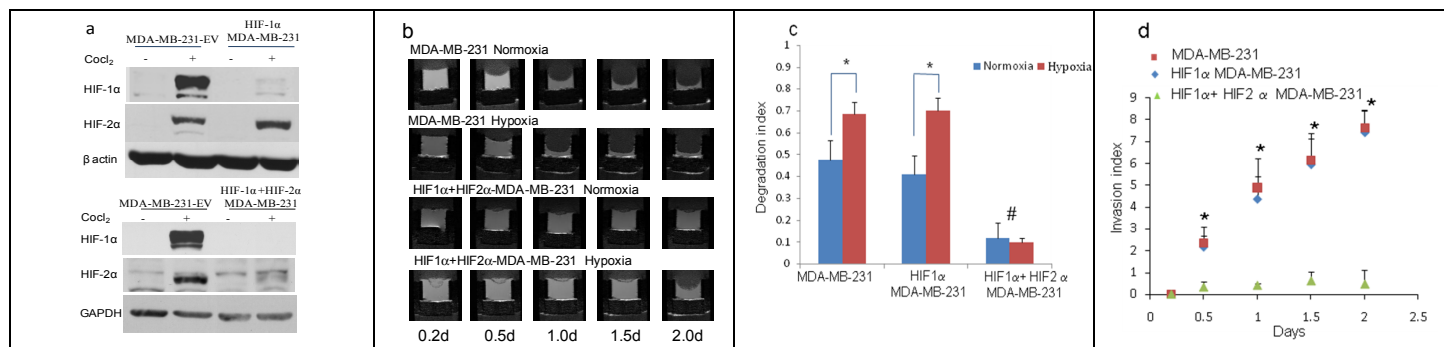 a
MDA-MB-231-EV
HIF-1α
MDA-MB-231
Cocl2 - + - +
HIF-1α
HIF-2α
β actin
MDA-MB-231-EV
HIF-1α+HIF-2α
MDA-MB-231
Cocl2 - + - +
HIF-1α
HIF-2α
GAPDH
b
MDA-MB-231 Normoxia
MDA-MB-231 Hypoxia
HIF1α+HIF2α-MDA-MB-231 Normoxia
HIF1α+HIF2α-MDA-MB-231 Hypoxia
0.2d 0.5d 1.0d 1.5d 2.0d
c
Normoxia Hypoxia
Degradation index
1
0.9
0.8
0.7
0.6
0.5
0.4
0.3
0.2
0.1
0
* * #
MDA-MB-231
HIF1α
MDA-MB-231
HIF1α+ HIF2 α
MDA-MB-231
d
MDA-MB-231
HIF1α MDA-MB-231
HIF1α+ HIF2 α MDA-MB-231
Invasion index
9
8
7
6
5
4
3
2
1
0
* * * *
0.5 1 1.5 2 2.5
Days